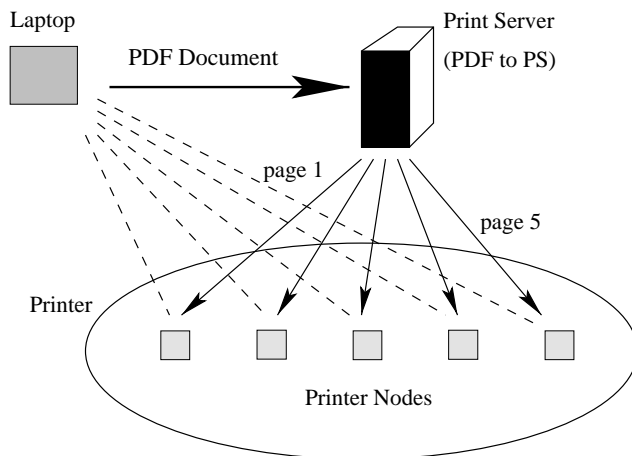 Laptop
PDF Document
Print Server
(PDF to PS)
page 1
page 5
Printer
Printer Nodes